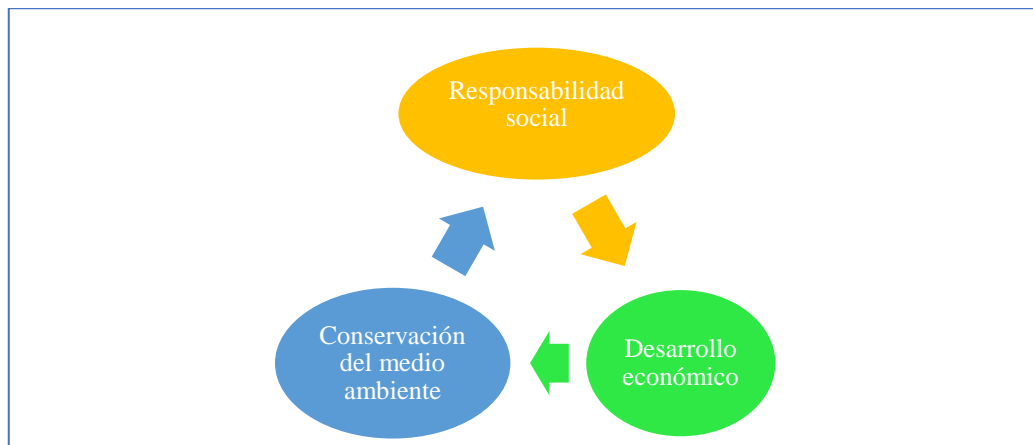 Responsabilidad
social
Conservación
del medio
ambiente
Desarrollo
económico